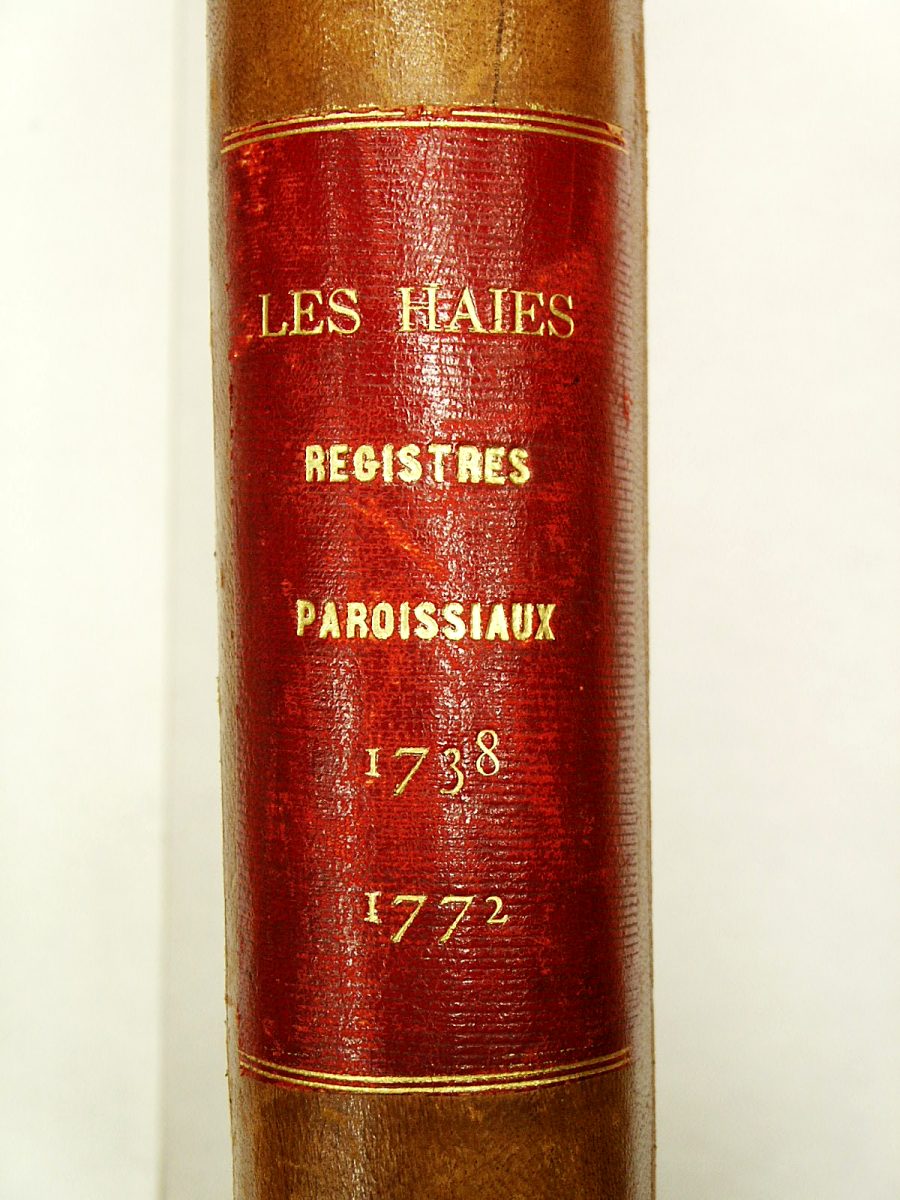 LES HAIES
REGISTRES
PAROISSIAUX
1738
1772